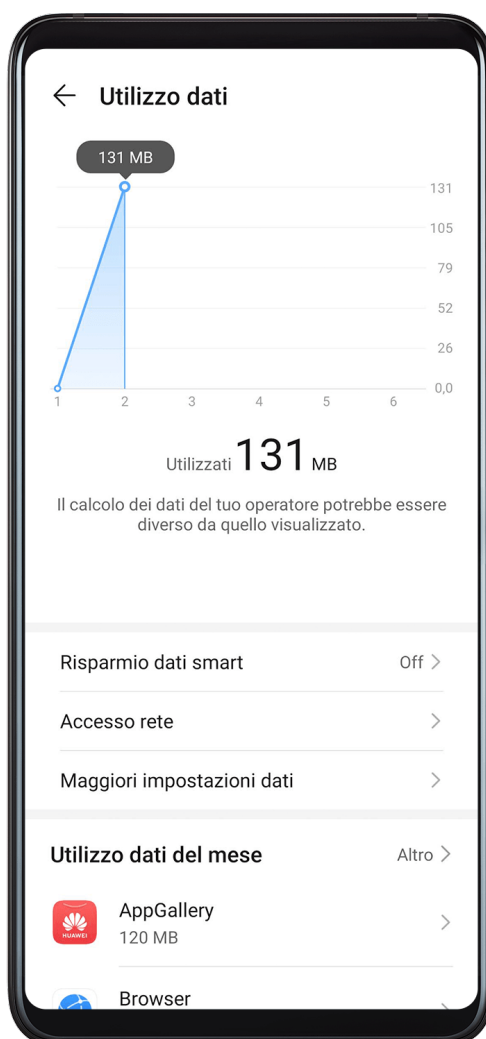 Utilizzo dati
131 MB
131
105
79
52
26
0,0
1 2 3 4 5 6
Utilizzati 131 MB
Il calcolo dei dati del tuo operatore potrebbe essere
diverso da quello visualizzato.
Risparmio dati smart Off
Accesso rete
Maggiori impostazioni dati
Utilizzo dati del mese Altro
AppGallery
HUAWEI
120 MB
Browser